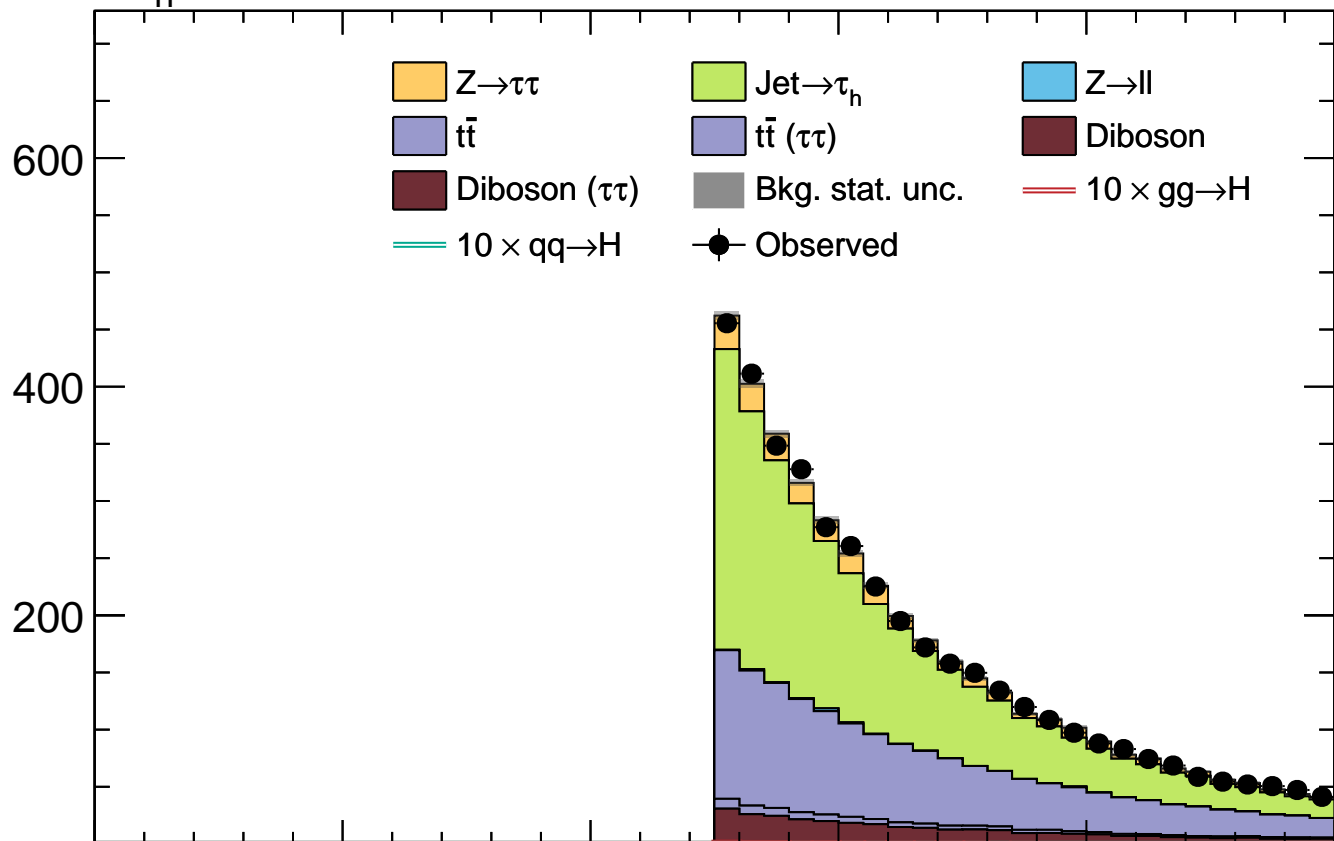 Z→ττ Jet→τh Z→ll
tt̄ tt̄ (ττ) Diboson
Diboson (ττ) Bkg. stat. unc. 10 × gg→H
10 × qq→H Observed
600
400
200